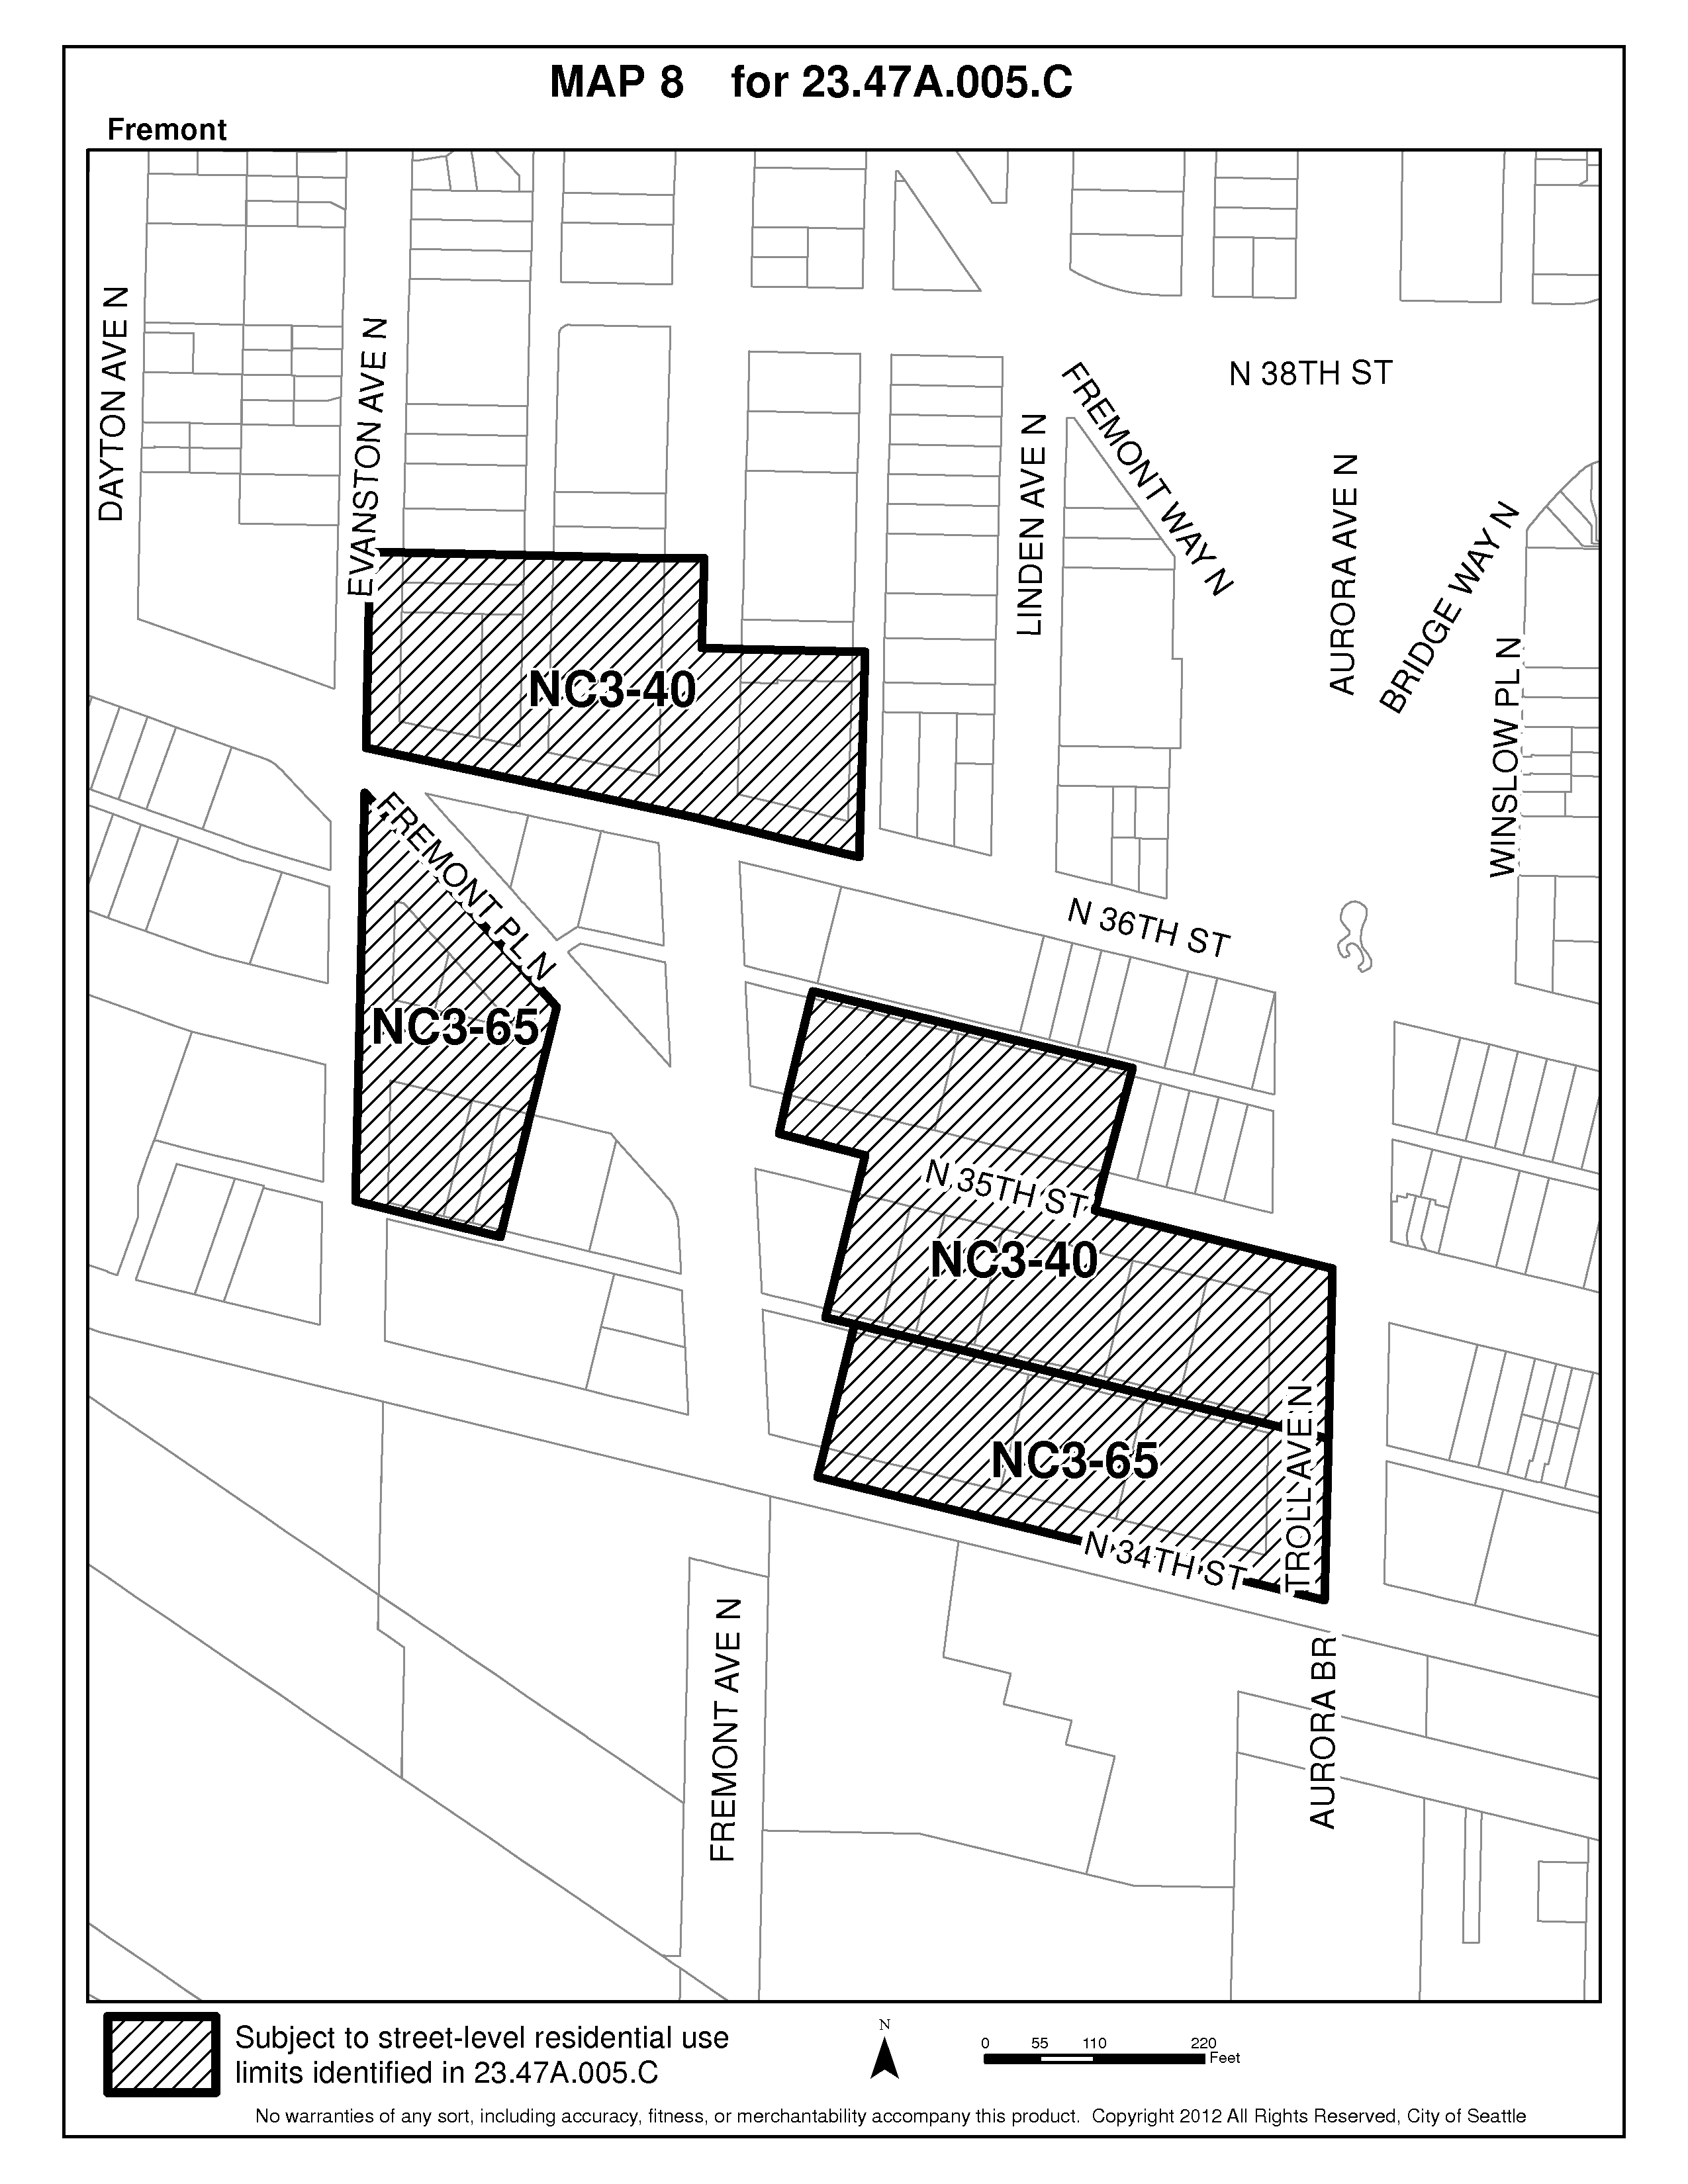 MAP 8 for 23.47A.005.C
Fremont
DAYTON AVE N
EVANSTON AVE N
N 38TH ST
FREMONT WAY N
LINDEN AVE N
AURORA AVE N
BRIDGE WAY N
WINSLOW PL N
NC3-40
FREMONT PL N
N 36TH ST
NC3-65
N 35TH ST
NC3-40
NC3-65
TROLL AVE N
N 34TH ST
FREMONT AVE N
AURORA BR
Subject to street-level residential use
limits identified in 23.47A.005.C
N
0 55 110 220
Feet
No warranties of any sort, including accuracy, fitness, or merchantability accompany this product. Copyright 2012 All Rights Reserved, City of Seattle